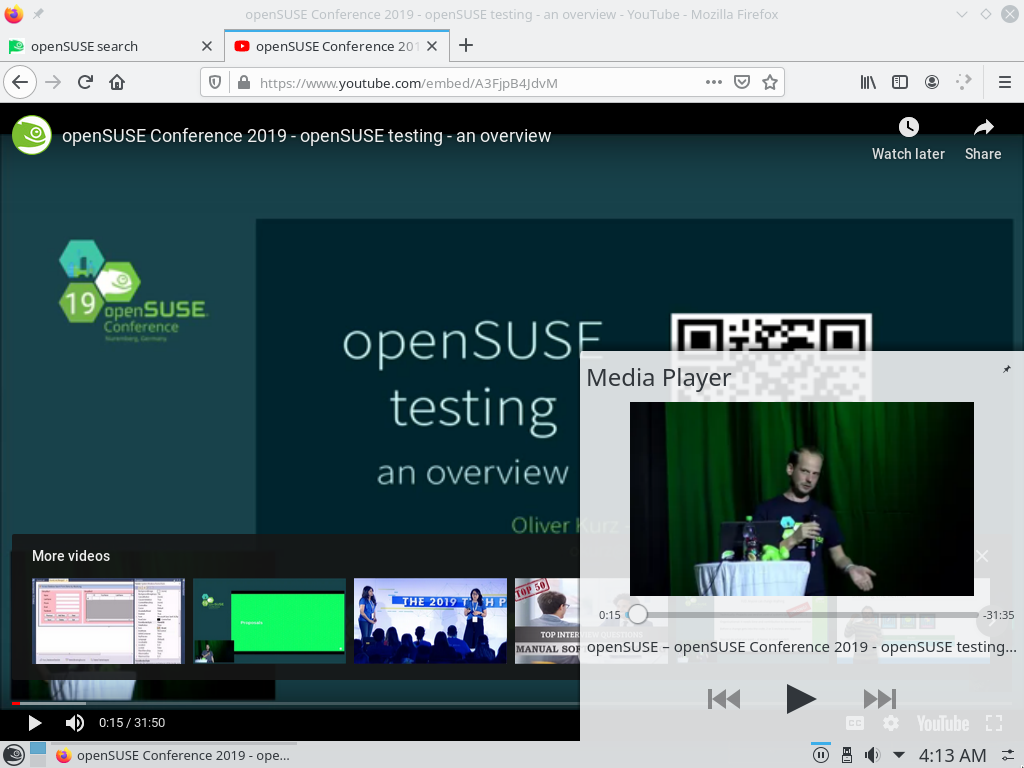 openSUSE Conference 2019 - openSUSE testing - an overview - YouTube - Mozilla Firefox
openSUSE search
openSUSE Conference 201
https://www.youtube.com/embed/A3FjpB4JdvM
openSUSE Conference 2019 - openSUSE testing - an overview
Watch later
Share
19
openSUSE
Conference
Nuremberg, Germany
openSUSE
testing
an overview
Oliver Kurz -
More videos
THE 2019
TOP 50
TOP INTER
QUESTIONS
MANUAL SOF
Media Player
0:15
-31:35
openSUSE – openSUSE Conference 2019 - openSUSE testing...
0:15 / 31:50
CC
YouTube
openSUSE Conference 2019 - ope...
4:13 AM